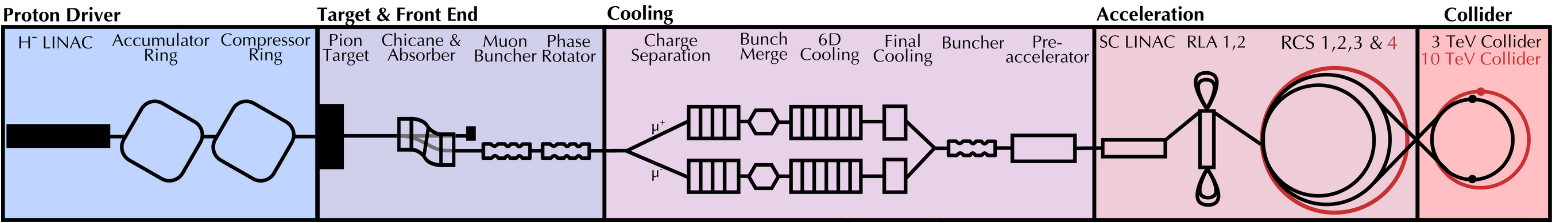 Proton Driver
H⁻ LINAC
Accumulator
Ring
Compressor
Ring
Target & Front End
Pion
Target
Chicane &
Absorber
Muon
Buncher
Phase
Rotator
Cooling
Charge
Separation
μ⁺
μ⁻
Bunch
Merge
6D
Cooling
Final
Cooling
Buncher
Pre-
accelerator
Acceleration
SC LINAC
RLA 1,2
RCS 1,2,3 & 4
Collider
3 TeV Collider
10 TeV Collider